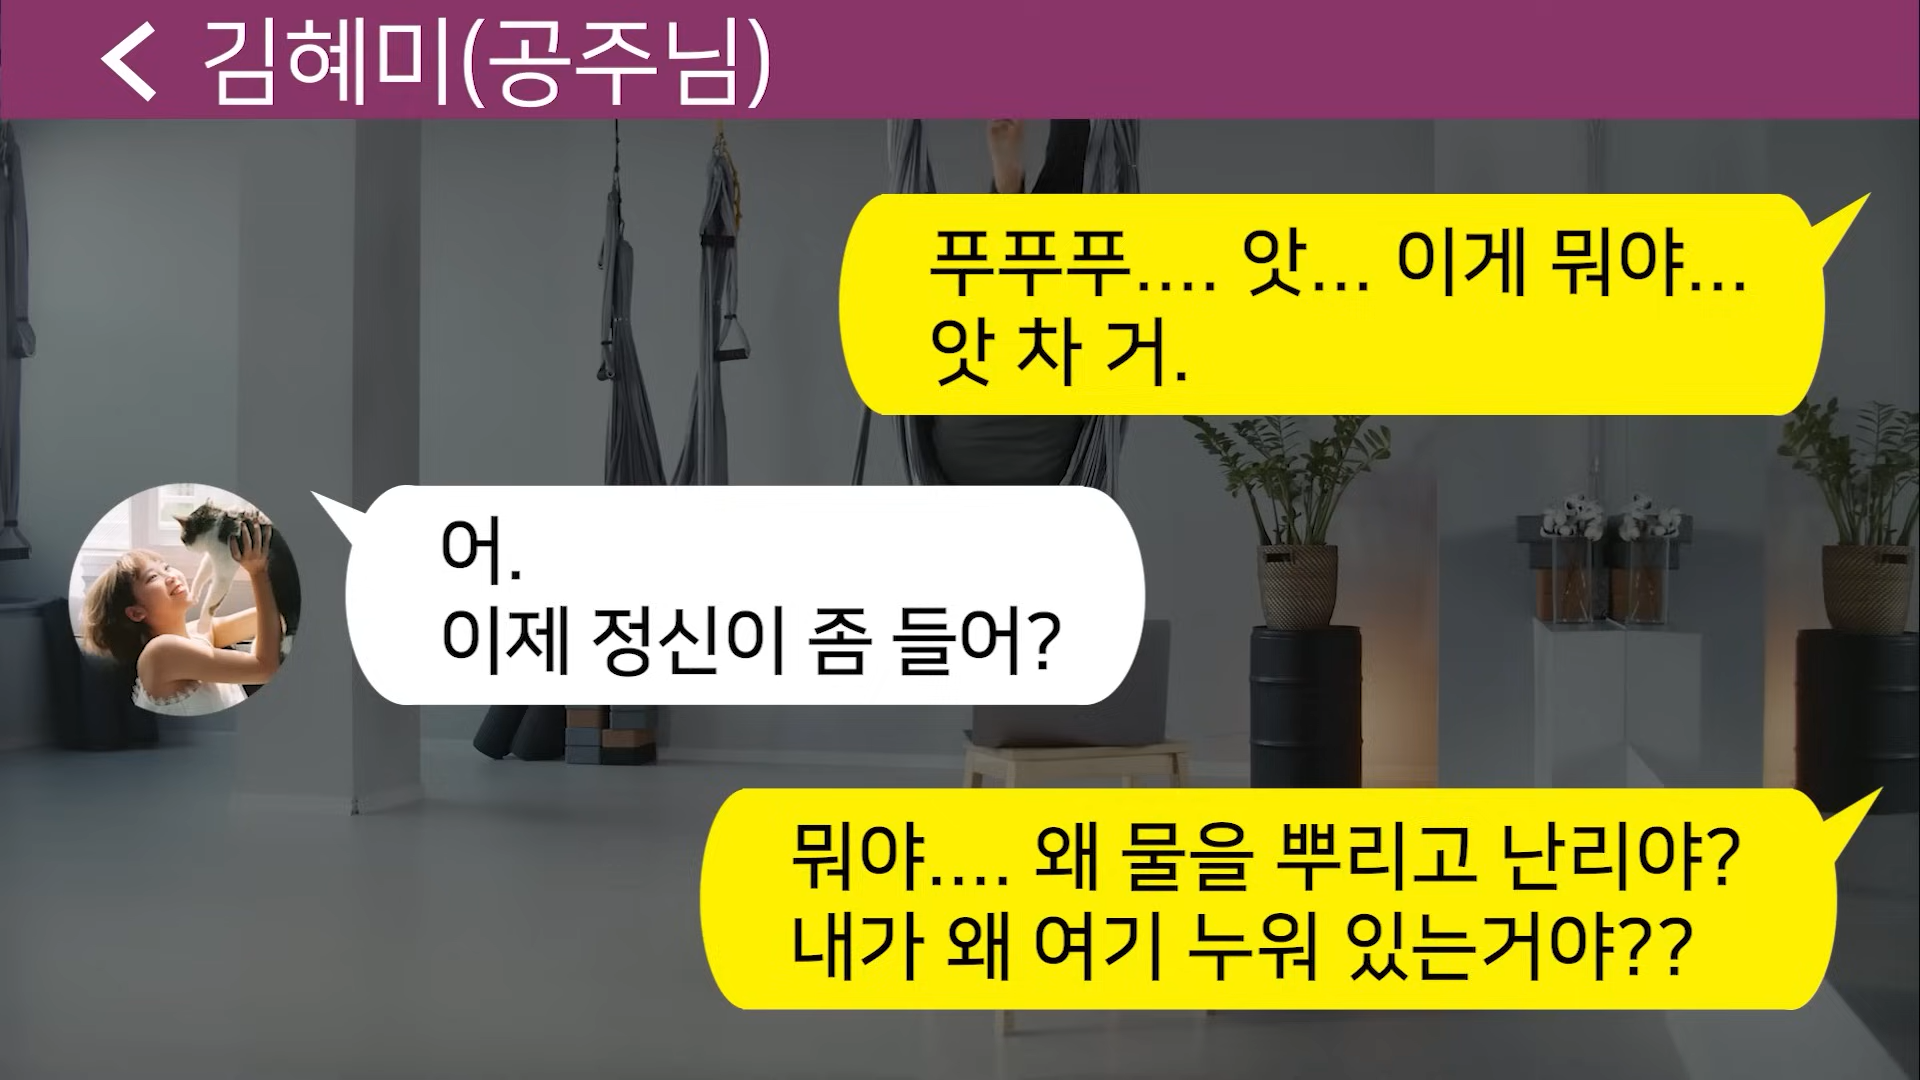 김혜미(공주님)
푸푸푸.... 앗... 이게 뭐야...
앗 차 거.
어.
이제 정신이 좀 들어?
뭐야.... 왜 물을 뿌리고 난리야?
내가 왜 여기 누워 있는거야??